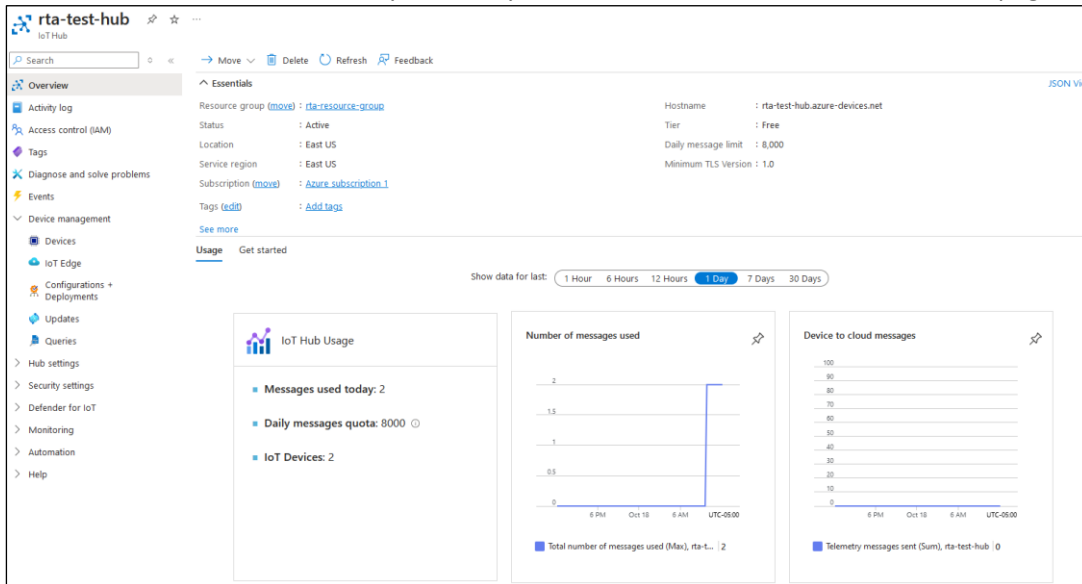 rta-test-hub
IoT Hub
Search
Move Delete Refresh Feedback
Overview
Activity log
Access control (IAM)
Tags
Diagnose and solve problems
Events
Device management
Devices
IoT Edge
Configurations +
Deployments
Updates
Queries
Hub settings
Security settings
Defender for IoT
Monitoring
Automation
Help
Essentials
JSON Vi
Resource group (move) : rta-resource-group
Status : Active
Location : East US
Service region : East US
Subscription (move) : Azure subscription 1
Tags (edit) : Add tags
See more
Hostname : rta-test-hub.azure-devices.net
Tier : Free
Daily message limit : 8,000
Minimum TLS Version : 1.0
Usage Get started
Show data for last: 1 Hour 6 Hours 12 Hours 1 Day 7 Days 30 Days
IoT Hub Usage
Messages used today: 2
Daily messages quota: 8000
IoT Devices: 2
Number of messages used
2
1.5
1
0.5
0
6 PM Oct 18 6 AM UTC-05:00
Total number of messages used (Max), rta-t... 2
Device to cloud messages
100
90
80
70
60
50
40
30
20
10
0
6 PM Oct 18 6 AM UTC-05:00
Telemetry messages sent (Sum), rta-test-hub 0